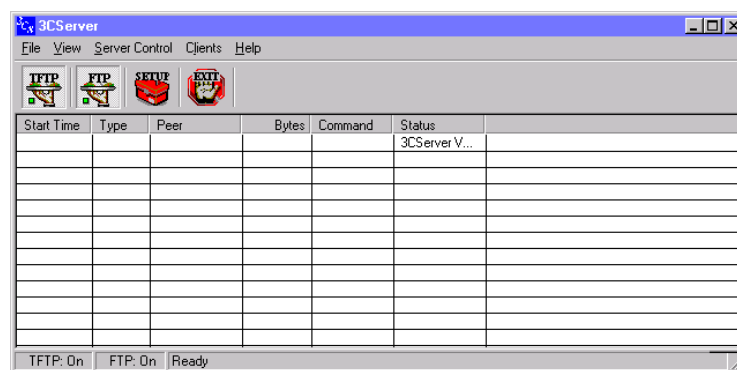 3CS 3CServer
File View Server Control Clients Help
TFTP FTP SETUP EXIT
Start Time Type Peer Bytes Command Status
3CServer V...
TFTP: On FTP: On Ready